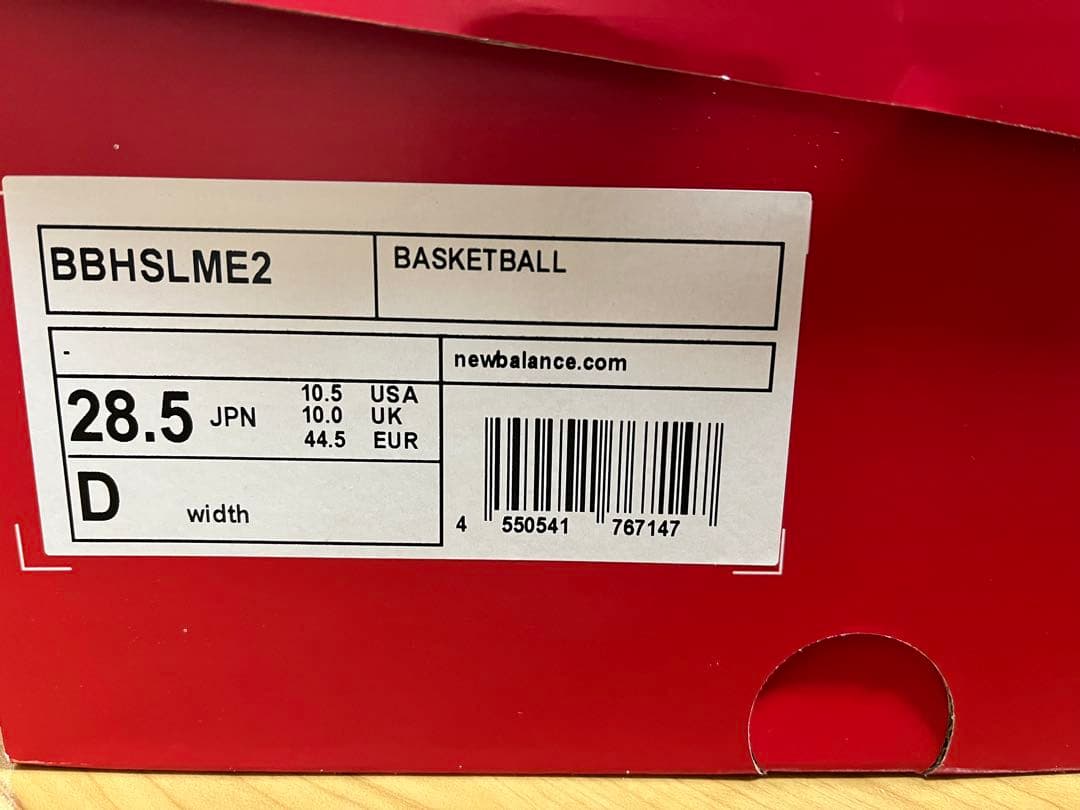 BBHSLME2
BASKETBALL
-
newbalance.com
28.5 JPN
10.5 USA
10.0 UK
44.5 EUR
D width
4 550541 767147